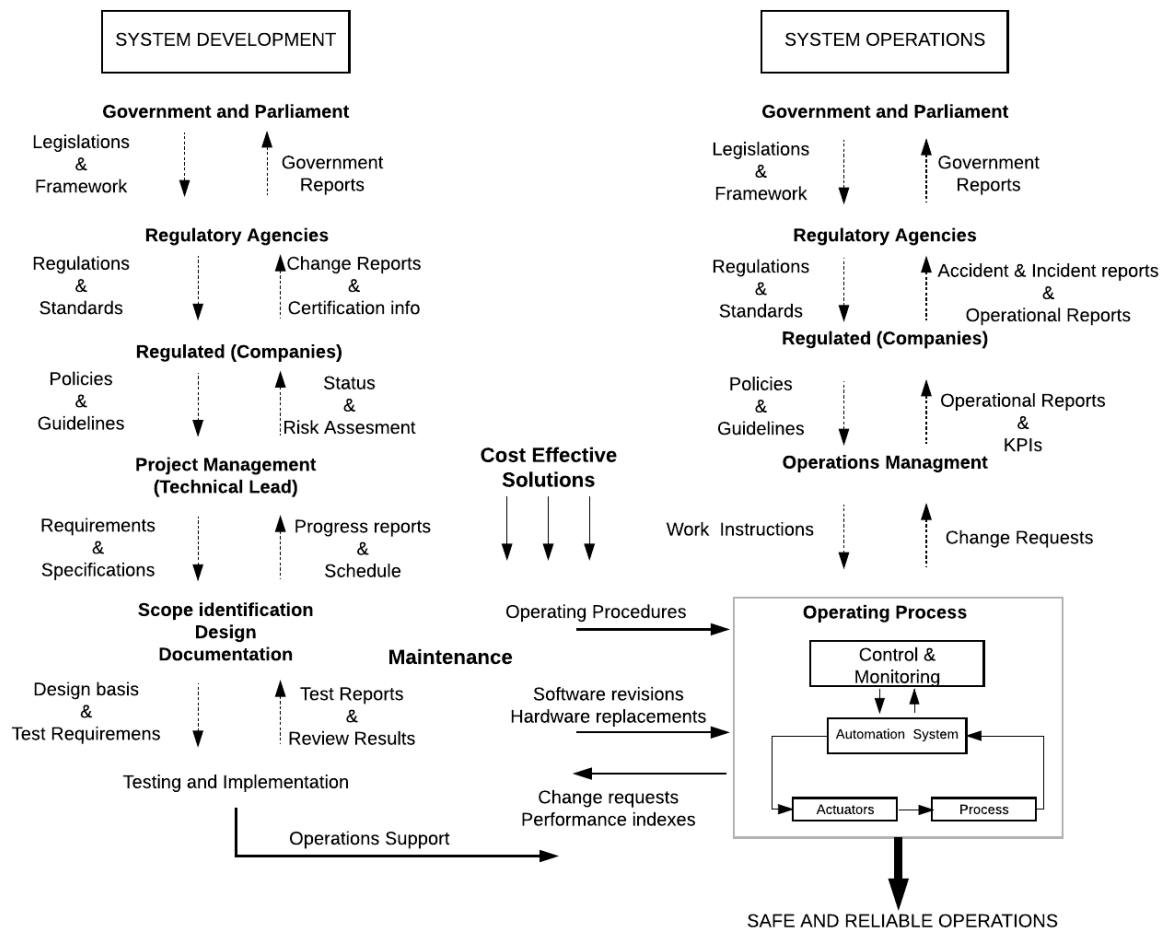 SYSTEM DEVELOPMENT
SYSTEM OPERATIONS
Government and Parliament
Legislations
&
Framework
Government
Reports
Regulatory Agencies
Regulations
&
Standards
Change Reports
&
Certification info
Regulated (Companies)
Policies
&
Guidelines
Status
&
Risk Assesment
Project Management
(Technical Lead)
Requirements
&
Specifications
Progress reports
&
Schedule
Scope identification
Design
Documentation
Design basis
&
Test Requiremens
Test Reports
&
Review Results
Testing and Implementation
Operations Support
Cost Effective
Solutions
Maintenance
Operating Procedures
Software revisions
Hardware replacements
Change requests
Performance indexes
Government and Parliament
Legislations
&
Framework
Government
Reports
Regulatory Agencies
Regulations
&
Standards
Accident & Incident reports
&
Operational Reports
Regulated (Companies)
Policies
&
Guidelines
Operational Reports
&
KPIs
Operations Managment
Work Instructions
Change Requests
Operating Process
Control &
Monitoring
Automation System
Actuators
Process
SAFE AND RELIABLE OPERATIONS